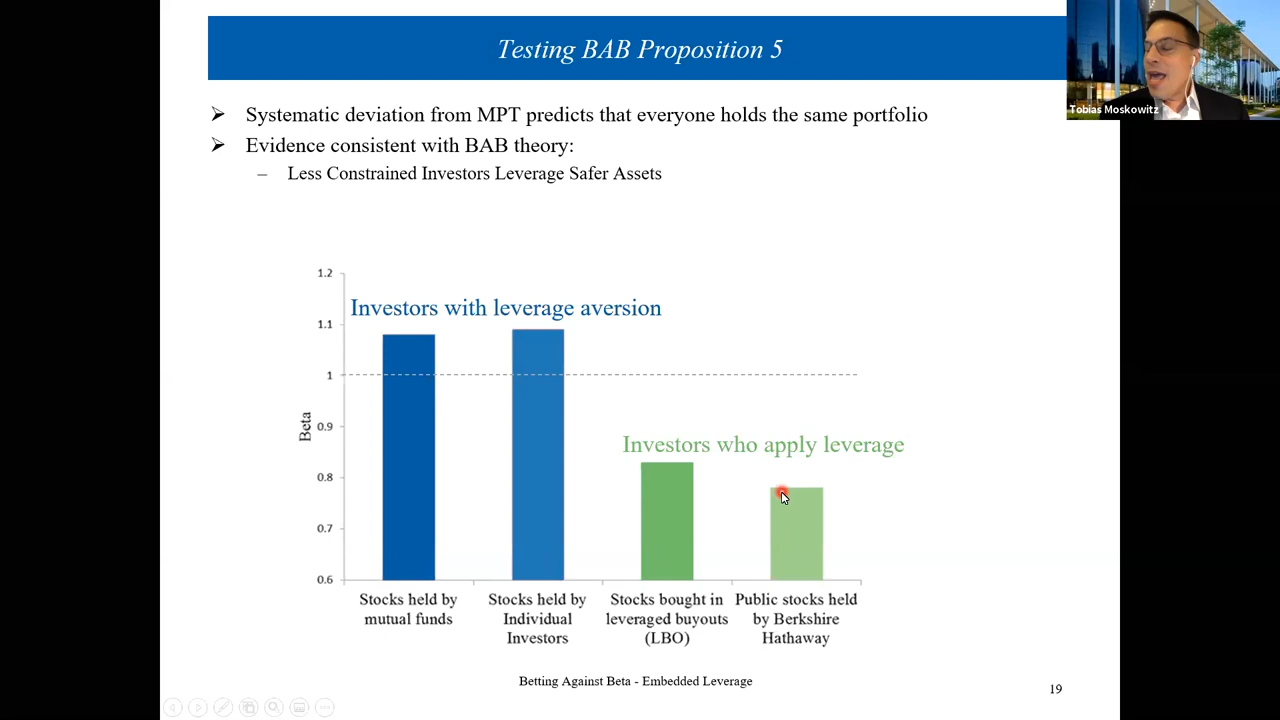 Testing BAB Proposition 5
Tobias Moskowitz
➢ Systematic deviation from MPT predicts that everyone holds the same portfolio
➢ Evidence consistent with BAB theory:
– Less Constrained Investors Leverage Safer Assets
1.2
Investors with leverage aversion
1.1
1
0.9
Beta
Investors who apply leverage
0.8
0.7
0.6
Stocks held by
mutual funds
Stocks held by
Individual
Investors
Stocks bought in
leveraged buyouts
(LBO)
Public stocks held
by Berkshire
Hathaway
Betting Against Beta - Embedded Leverage
19